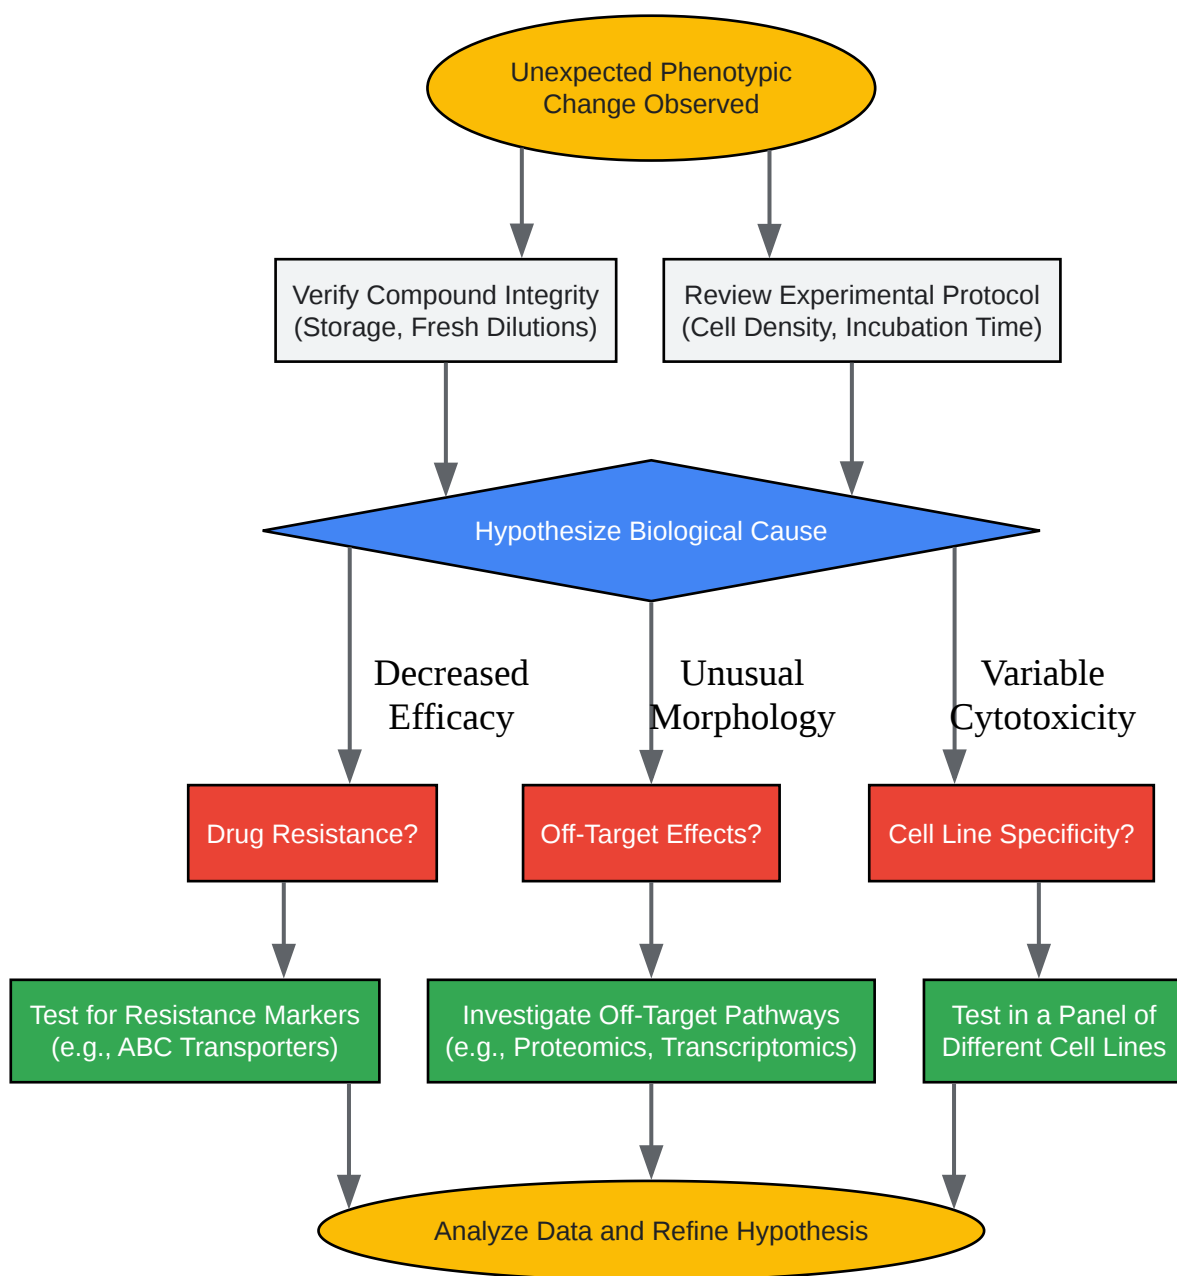 Unexpected Phenotypic
Change Observed
Verify Compound Integrity
(Storage, Fresh Dilutions)
Review Experimental Protocol
(Cell Density, Incubation Time)
Hypothesize Biological Cause
Decreased
Efficacy
Unusual
Morphology
Variable
Cytotoxicity
Drug Resistance?
Off-Target Effects?
Cell Line Specificity?
Test for Resistance Markers
(e.g., ABC Transporters)
Investigate Off-Target Pathways
(e.g., Proteomics, Transcriptomics)
Test in a Panel of
Different Cell Lines
Analyze Data and Refine Hypothesis